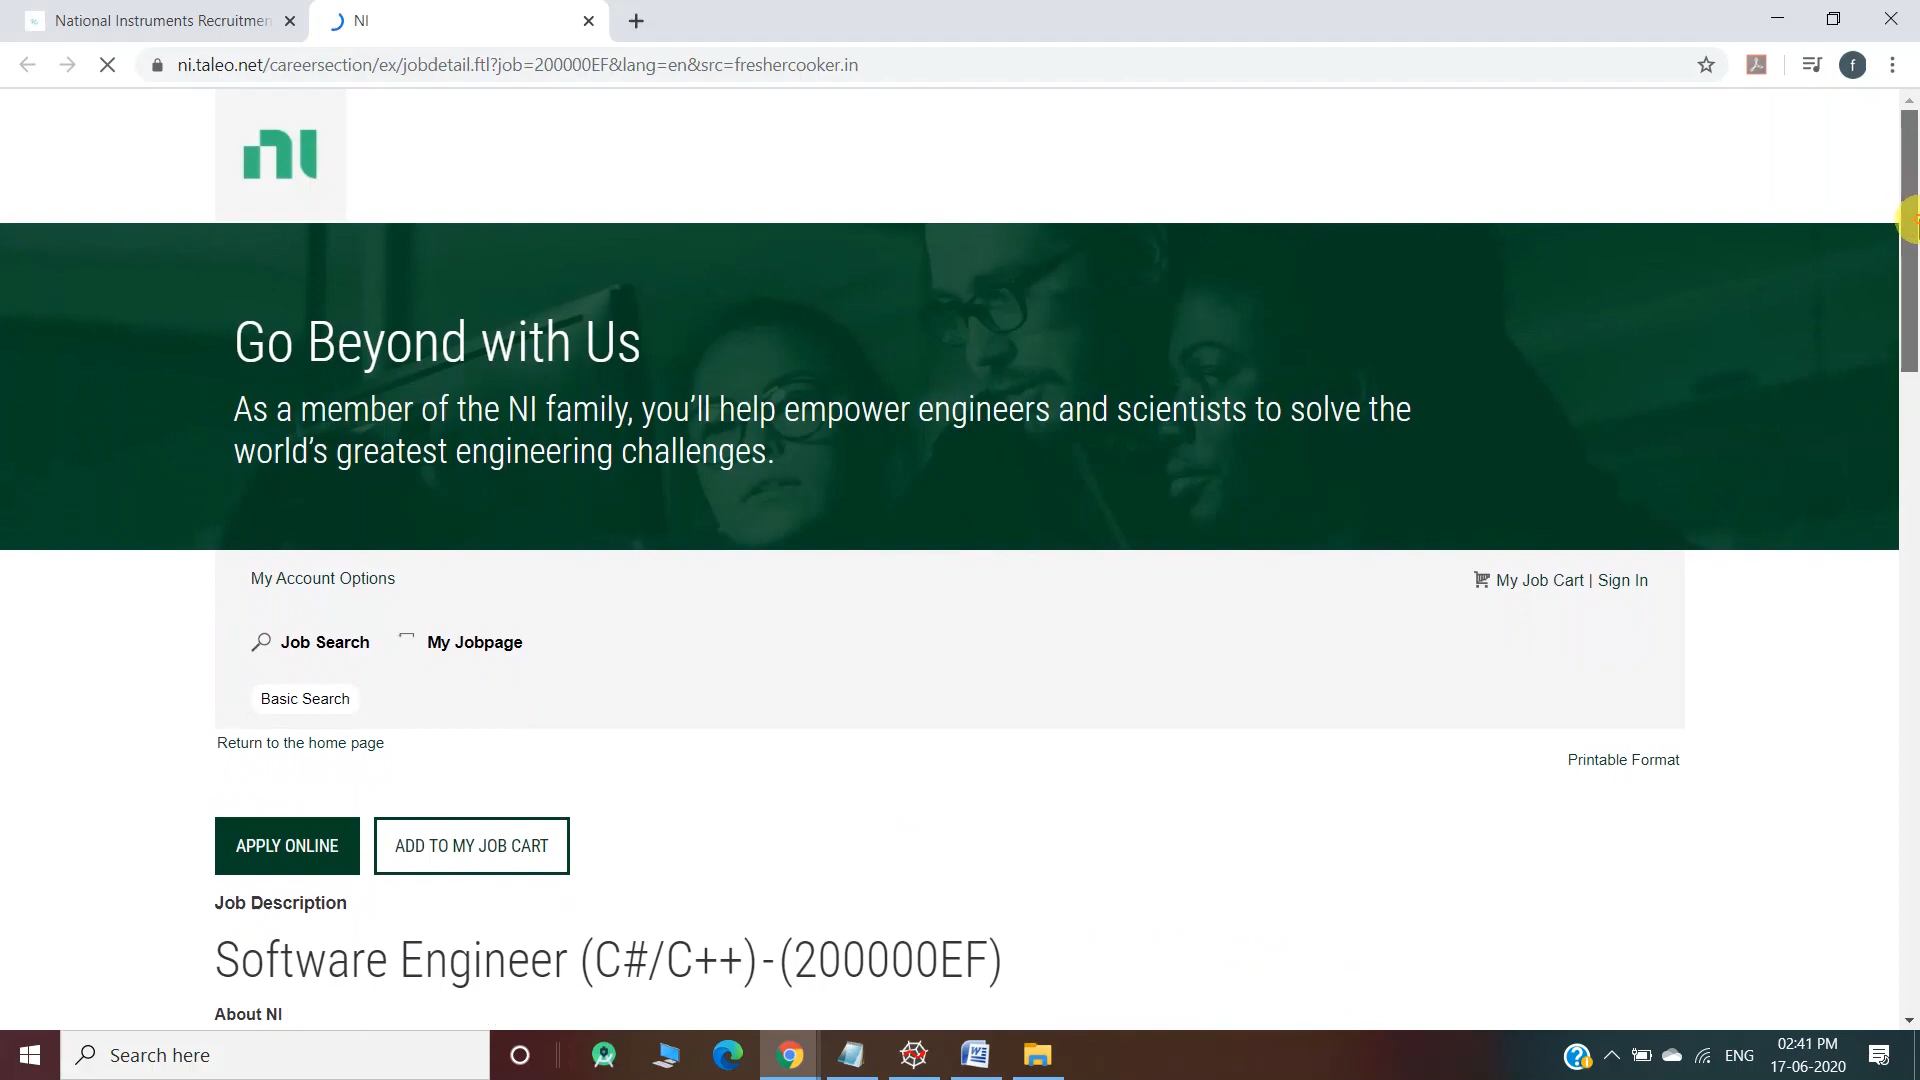 National Instruments Recruitmen
NI
ni.taleo.net/careersection/ex/jobdetail.ftl?job=200000EF&lang=en&src=freshercooker.in
f
nı
Go Beyond with Us
As a member of the NI family, you’ll help empower engineers and scientists to solve the
world’s greatest engineering challenges.
My Account Options
My Job Cart | Sign In
Job Search
My Jobpage
Basic Search
Return to the home page
Printable Format
APPLY ONLINE
ADD TO MY JOB CART
Job Description
Software Engineer (C#/C++)-(200000EF)
About NI
Search here
ENG
02:41 PM
17-06-2020